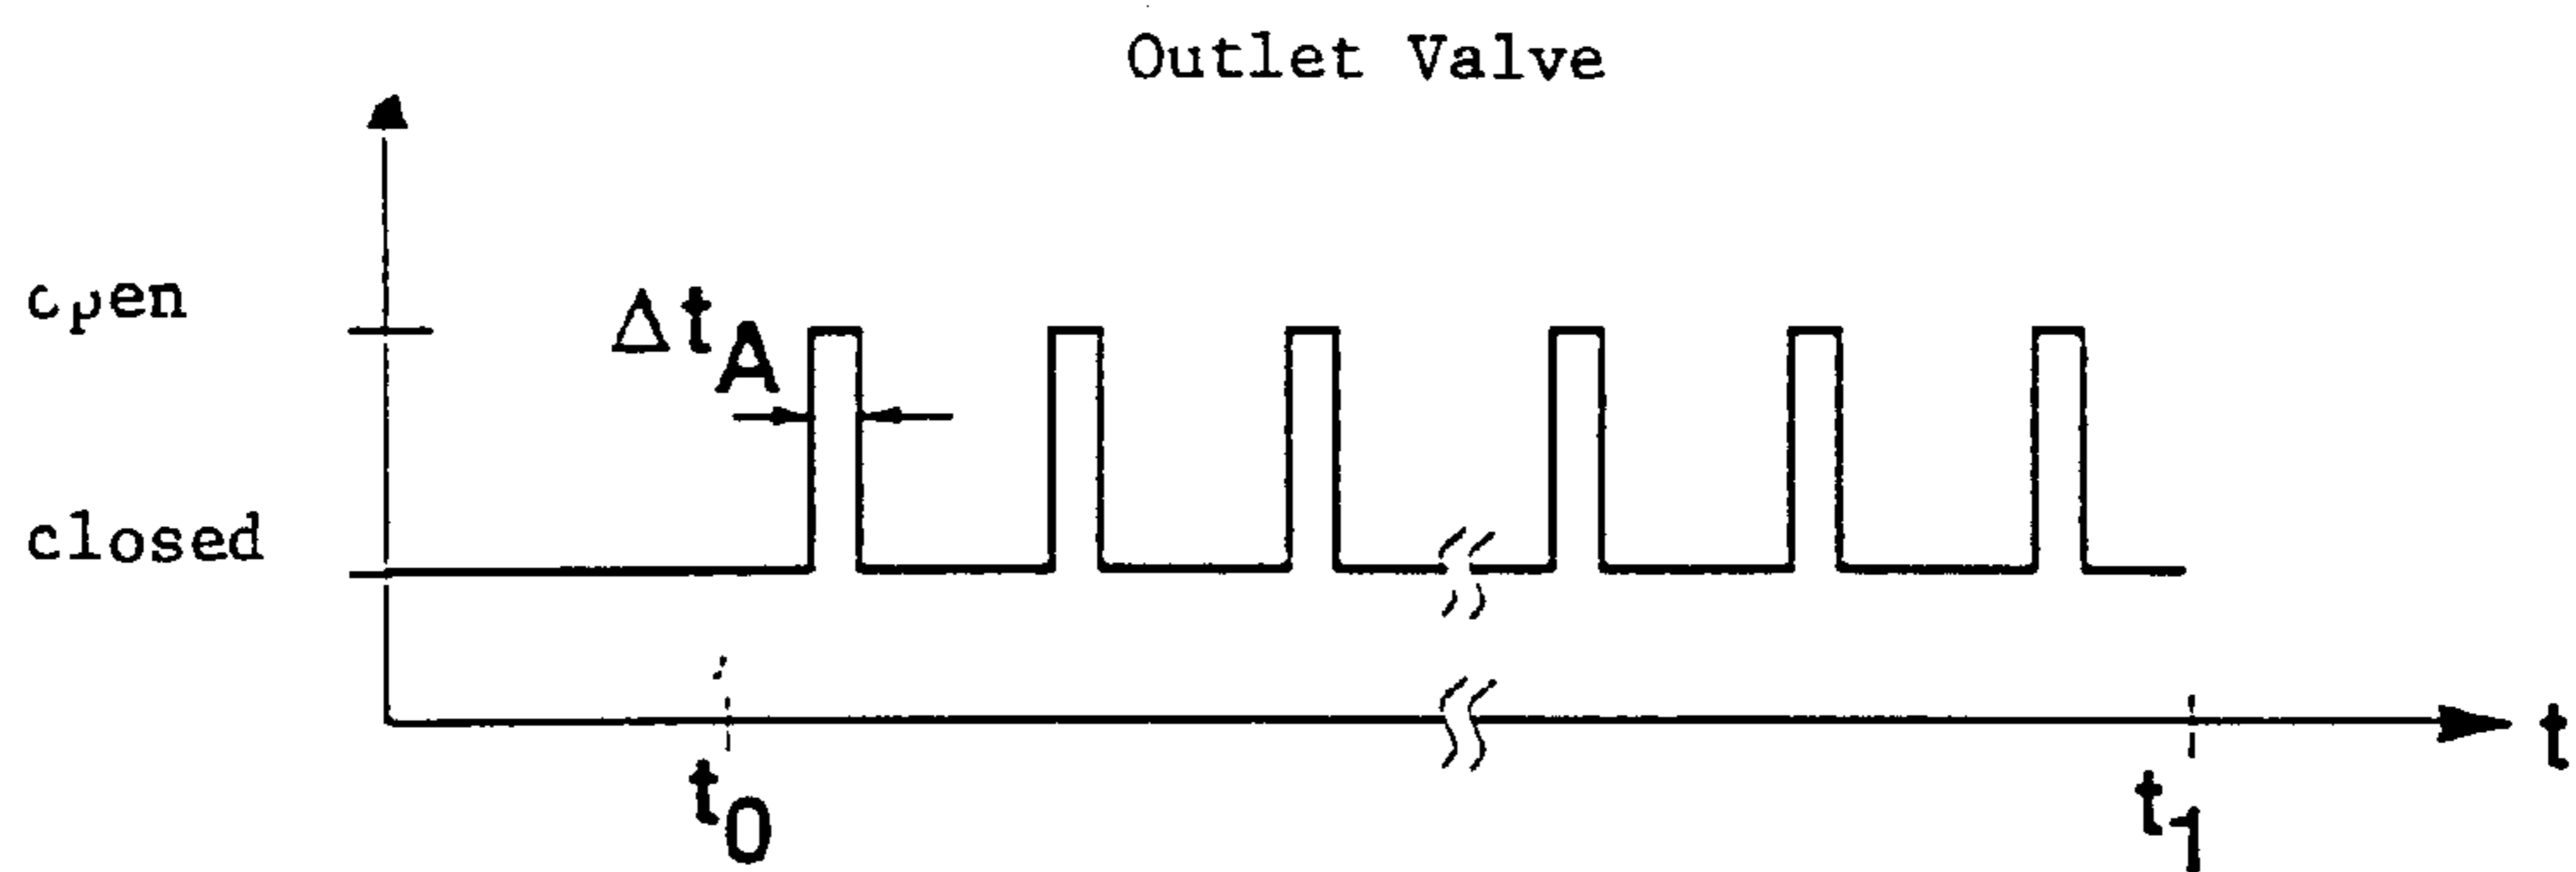 Outlet Valve
open
Δt_A
closed
t_0
t_1
t